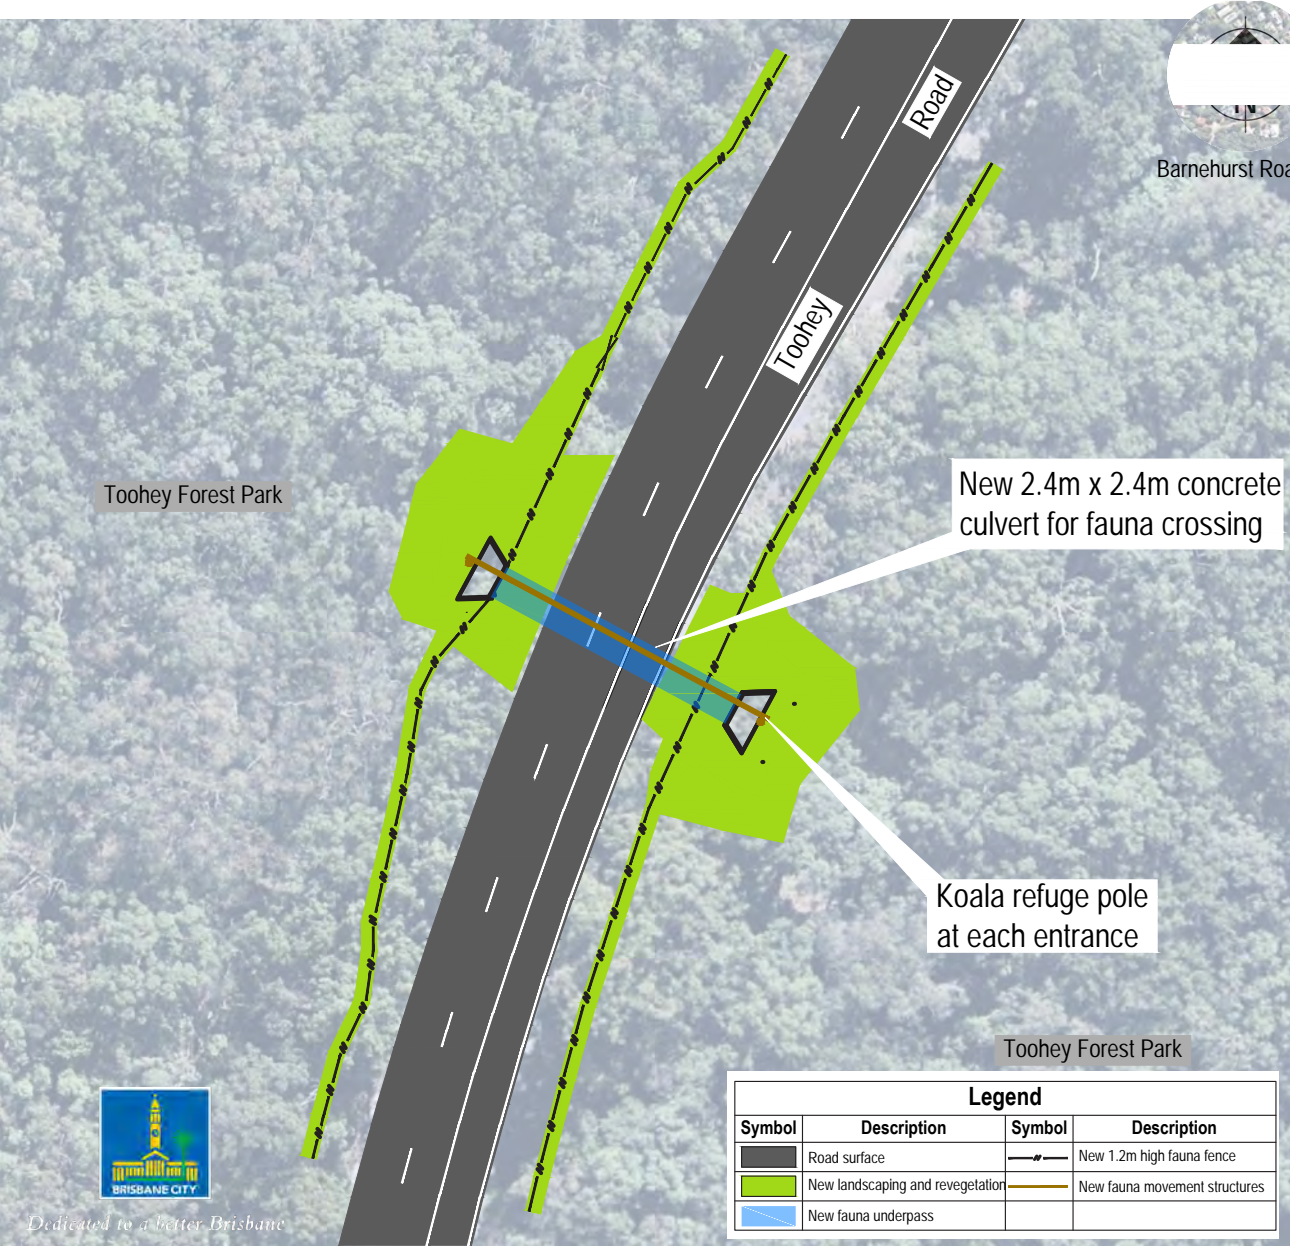 N
Barnehurst Roa
Road
Toohey
Toohey Forest Park
New 2.4m x 2.4m concrete
culvert for fauna crossing
Koala refuge pole
at each entrance
Toohey Forest Park
BRISBANE CITY
Dedicated to a better Brisbane
Legend
Symbol Description Symbol Description
Road surface New 1.2m high fauna fence
New landscaping and revegetation New fauna movement structures
New fauna underpass